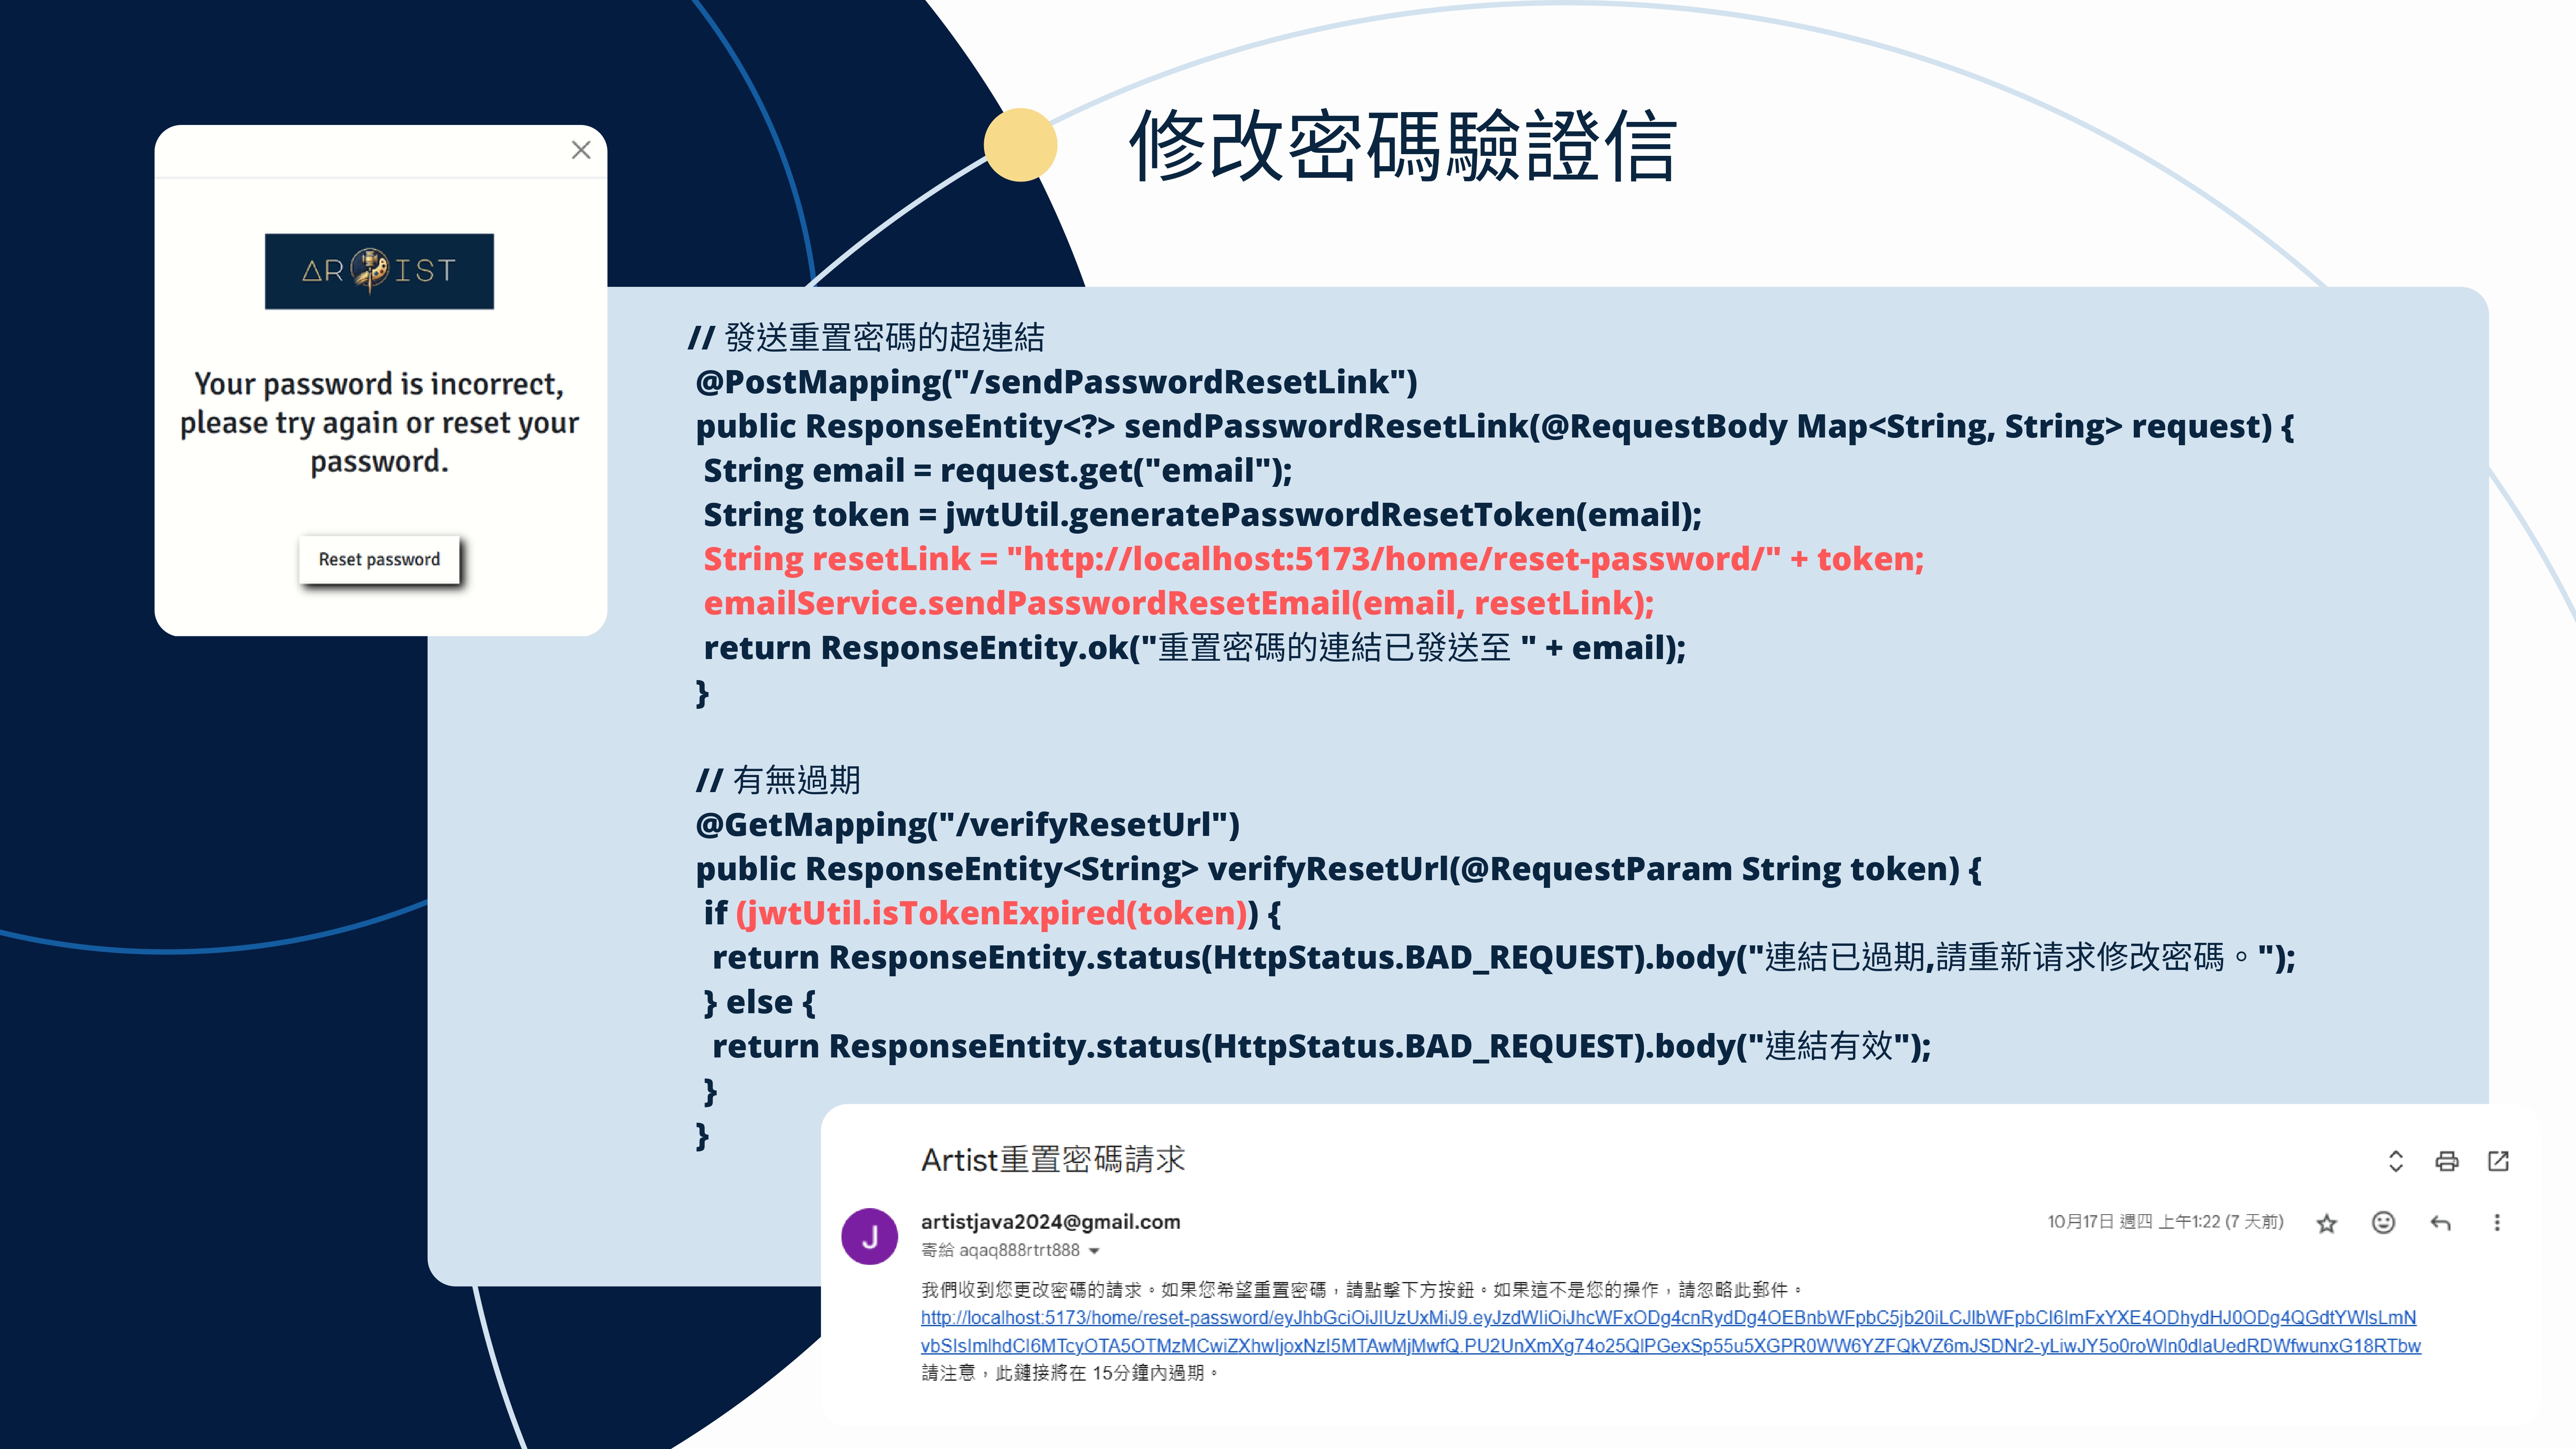 修改密碼驗證信
AR IST
Your password is incorrect,
please try again or reset your
password.
Reset password
// 發送重置密碼的超連結
@PostMapping("/sendPasswordResetLink")
public ResponseEntity<?> sendPasswordResetLink(@RequestBody Map<String, String> request) {
String email = request.get("email");
String token = jwtUtil.generatePasswordResetToken(email);
String resetLink = "http://localhost:5173/home/reset-password/" + token;
emailService.sendPasswordResetEmail(email, resetLink);
return ResponseEntity.ok("重置密碼的連結已發送至 " + email);
}
// 有無過期
@GetMapping("/verifyResetUrl")
public ResponseEntity<String> verifyResetUrl(@RequestParam String token) {
if (jwtUtil.isTokenExpired(token)) {
return ResponseEntity.status(HttpStatus.BAD_REQUEST).body("連結已過期,請重新请求修改密碼。");
} else {
return ResponseEntity.status(HttpStatus.BAD_REQUEST).body("連結有效");
}
}
Artist重置密碼請求
J
artistjava2024@gmail.com
10月17日 週四 上午1:22 (7 天前)
寄給 aqaq888rtrt888
我們收到您更改密碼的請求。如果您希望重置密碼,請點擊下方按鈕。如果這不是您的操作,請忽略此郵件。
http://localhost:5173/home/reset-password/eyJhbGciOiJIUzUxMiJ9.eyJzdWIiOiJhcWFxODg4cnRydDg4OEBnbWFpbC5jb20iLCJlbWFpbCI6ImFxYXE4ODhydHJ0ODg4QGdtYWlsLmN
vbSIsImlhdCI6MTcyOTA5OTMzMCwiZXhwIjoxNzI5MTAwMjMwfQ.PU2UnXmXg74o25QlPGexSp55u5XGPR0WW6YZFQkVZ6mJSDNr2-yLiwJY5o0roWln0dlaUedRDWfwunxG18RTbw
請注意,此鏈接將在 15分鐘內過期。